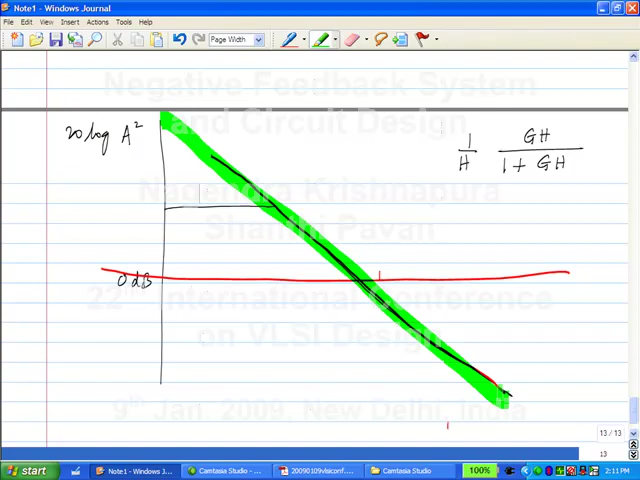 Note1 - Windows Journal
File Edit View Insert Actions Tools Help
Page Width
Negative Feedback System
and Circuit Design
20 log A²
1/H GH/(1 + GH)
Nagendra Krishnapura
Shanthi Pavan
0 dB
22nd International Conference
on VLSI Design
9th Jan. 2009, New Delhi, India
13 / 13
13
start
Note1 - Windows J...
Camtasia Studio - ...
20090109vlsiconf....
Camtasia Studio
100%
2:11 PM